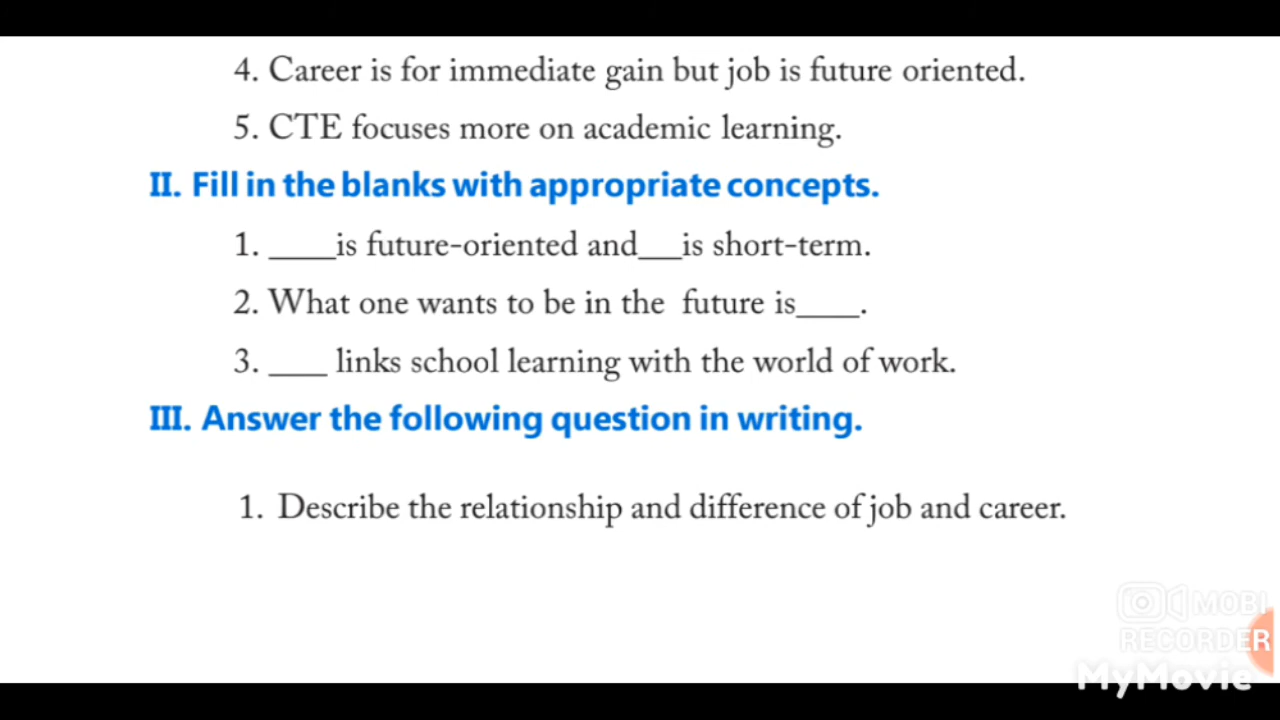 4. Career is for immediate gain but job is future oriented.
5. CTE focuses more on academic learning.
II. Fill in the blanks with appropriate concepts.
1. ____is future-oriented and___is short-term.
2. What one wants to be in the future is____.
3. ____ links school learning with the world of work.
III. Answer the following question in writing.
1. Describe the relationship and difference of job and career.
MOBI
RECORDER
MyMovie